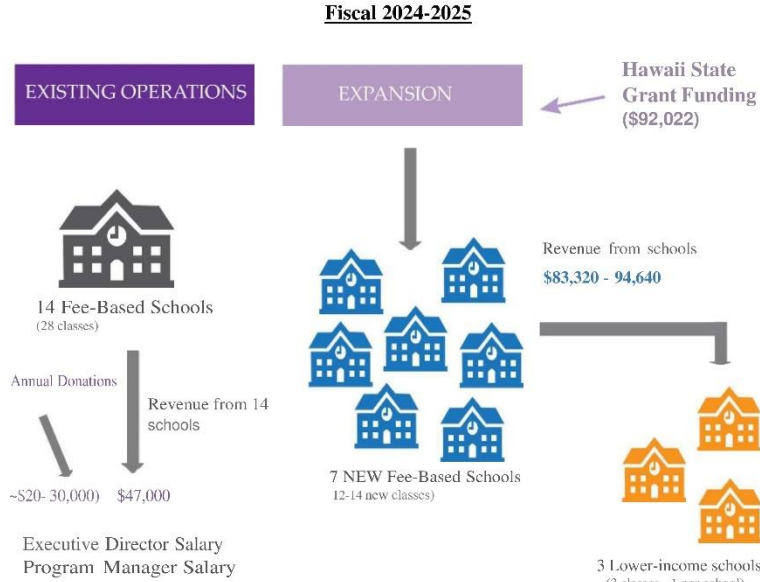 Fiscal 2024-2025
EXISTING OPERATIONS
EXPANSION
Hawaii State
Grant Funding
($92,022)
14 Fee-Based Schools
(28 classes)
Annual Donations
Revenue from 14
schools
~$20- 30,000)
$47,000
Executive Director Salary
Program Manager Salary
7 NEW Fee-Based Schools
12-14 new classes)
Revenue from schools
$83,320 - 94,640
3 Lower-income schools